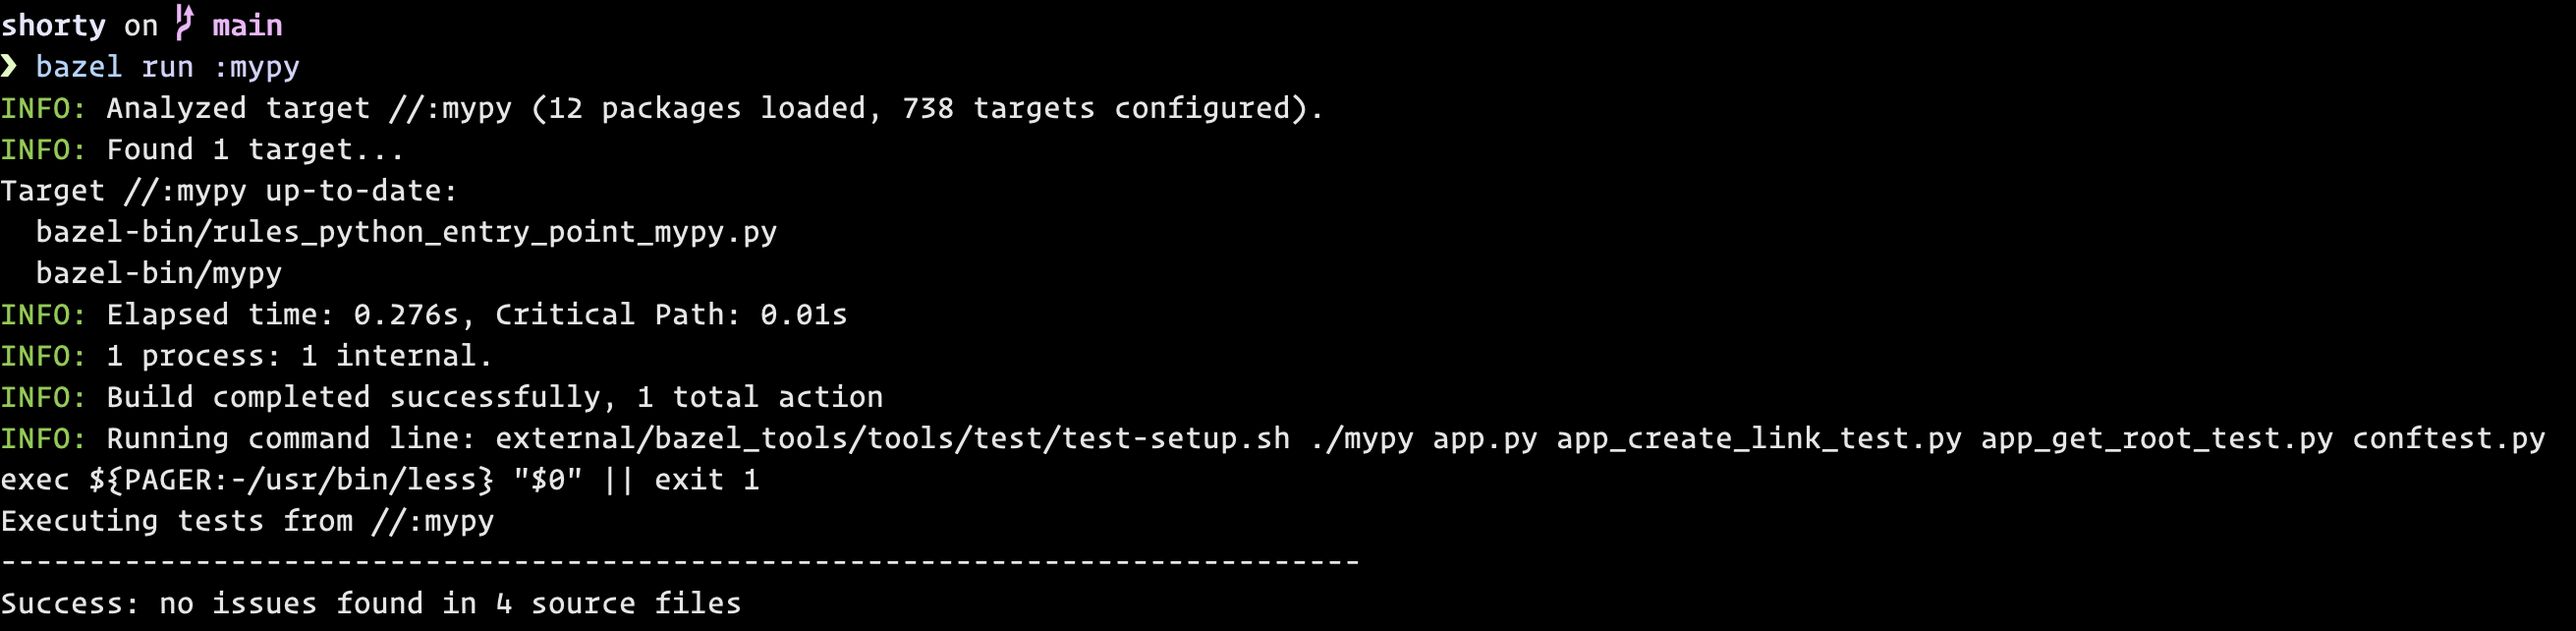 shorty on main
❯ bazel run :mypy
INFO: Analyzed target //:mypy (12 packages loaded, 738 targets configured).
INFO: Found 1 target...
Target //:mypy up-to-date:
  bazel-bin/rules_python_entry_point_mypy.py
  bazel-bin/mypy
INFO: Elapsed time: 0.276s, Critical Path: 0.01s
INFO: 1 process: 1 internal.
INFO: Build completed successfully, 1 total action
INFO: Running command line: external/bazel_tools/tools/test/test-setup.sh ./mypy app.py app_create_link_test.py app_get_root_test.py conftest.py
exec ${PAGER:-/usr/bin/less} "$0" || exit 1
Executing tests from //:mypy
-----------------------------------------------------------------------------
Success: no issues found in 4 source files